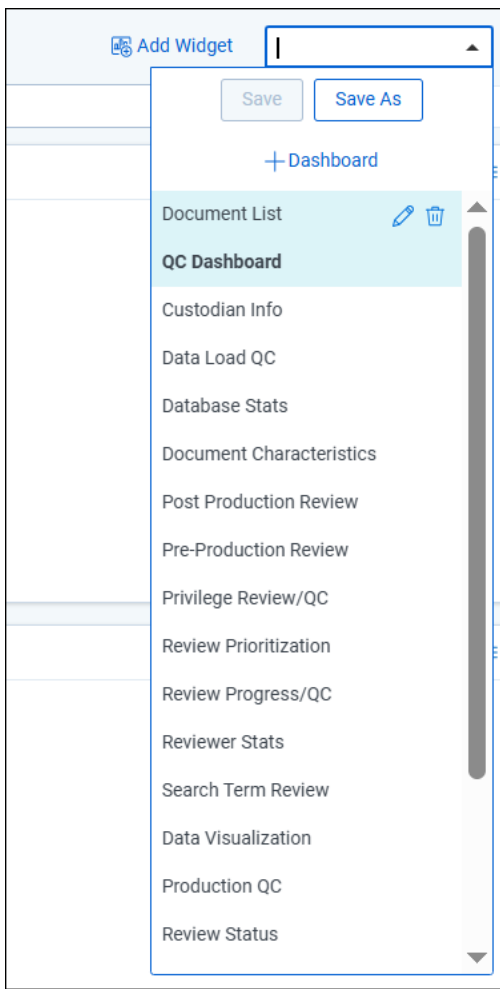 Add Widget
Save Save As
+Dashboard
Document List
QC Dashboard
Custodian Info
Data Load QC
Database Stats
Document Characteristics
Post Production Review
Pre-Production Review
Privilege Review/QC
Review Prioritization
Review Progress/QC
Reviewer Stats
Search Term Review
Data Visualization
Production QC
Review Status